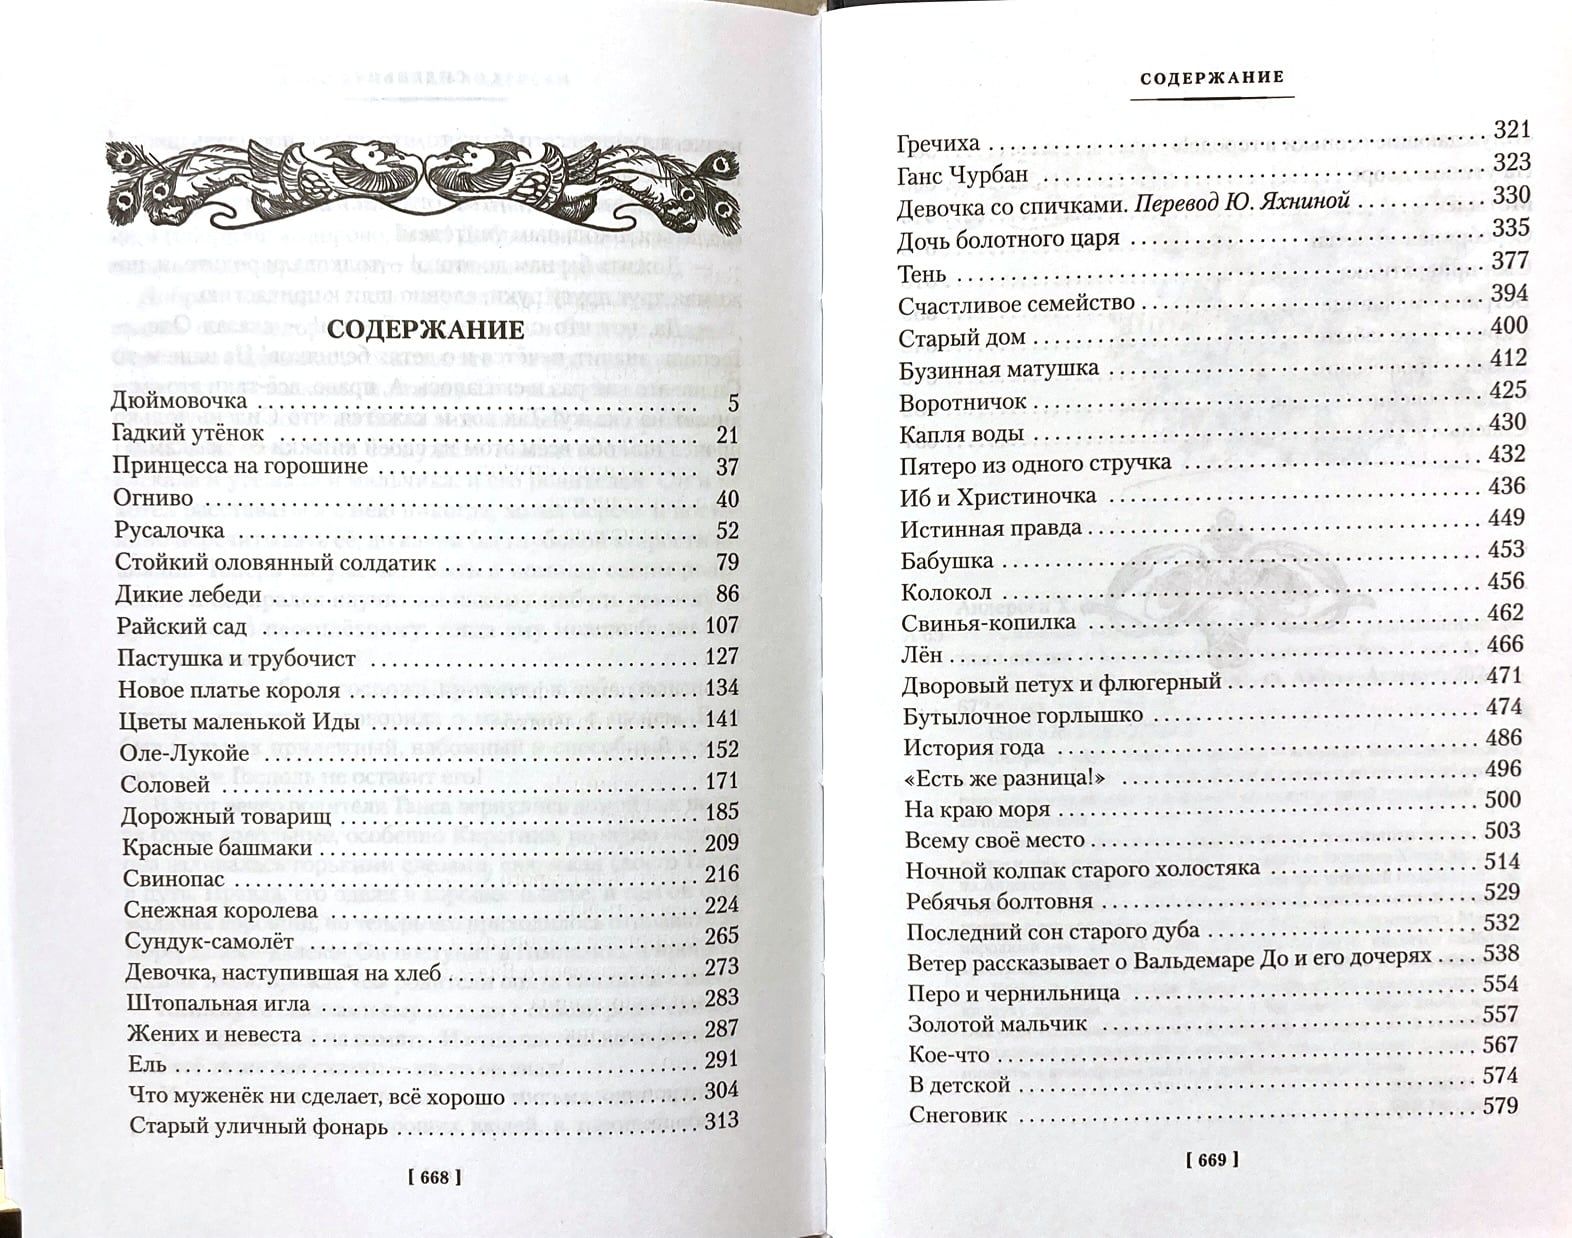 СОДЕРЖАНИЕ
Дюймовочка 5
Гадкий утёнок 21
Принцесса на горошине 37
Огниво 40
Русалочка 52
Стойкий оловянный солдатик 79
Дикие лебеди 86
Райский сад 107
Пастушка и трубочист 127
Новое платье короля 134
Цветы маленькой Иды 141
Оле-Лукойе 152
Соловей 171
Дорожный товарищ 185
Красные башмаки 209
Свинопас 216
Снежная королева 224
Сундук-самолёт 265
Девочка, наступившая на хлеб 273
Штопальная игла 283
Жених и невеста 287
Ель 291
Что муженёк ни сделает, всё хорошо 304
Старый уличный фонарь 313
[ 668 ]
СОДЕРЖАНИЕ
Гречиха 321
Ганс Чурбан 323
Девочка со спичками. Перевод Ю. Яхниной 330
Дочь болотного царя 335
Тень 377
Счастливое семейство 394
Старый дом 400
Бузинная матушка 412
Воротничок 425
Капля воды 430
Пятеро из одного стручка 432
Иб и Христиночка 436
Истинная правда 449
Бабушка 453
Колокол 456
Свинья-копилка 462
Лён 466
Дворовый петух и флюгерный 471
Бутылочное горлышко 474
История года 486
«Есть же разница!» 496
На краю моря 500
Всему своё место 503
Ночной колпак старого холостяка 514
Ребячья болтовня 529
Последний сон старого дуба 532
Ветер рассказывает о Вальдемаре До и его дочерях 538
Перо и чернильница 554
Золотой мальчик 557
Кое-что 567
В детской 574
Снеговик 579
[ 669 ]